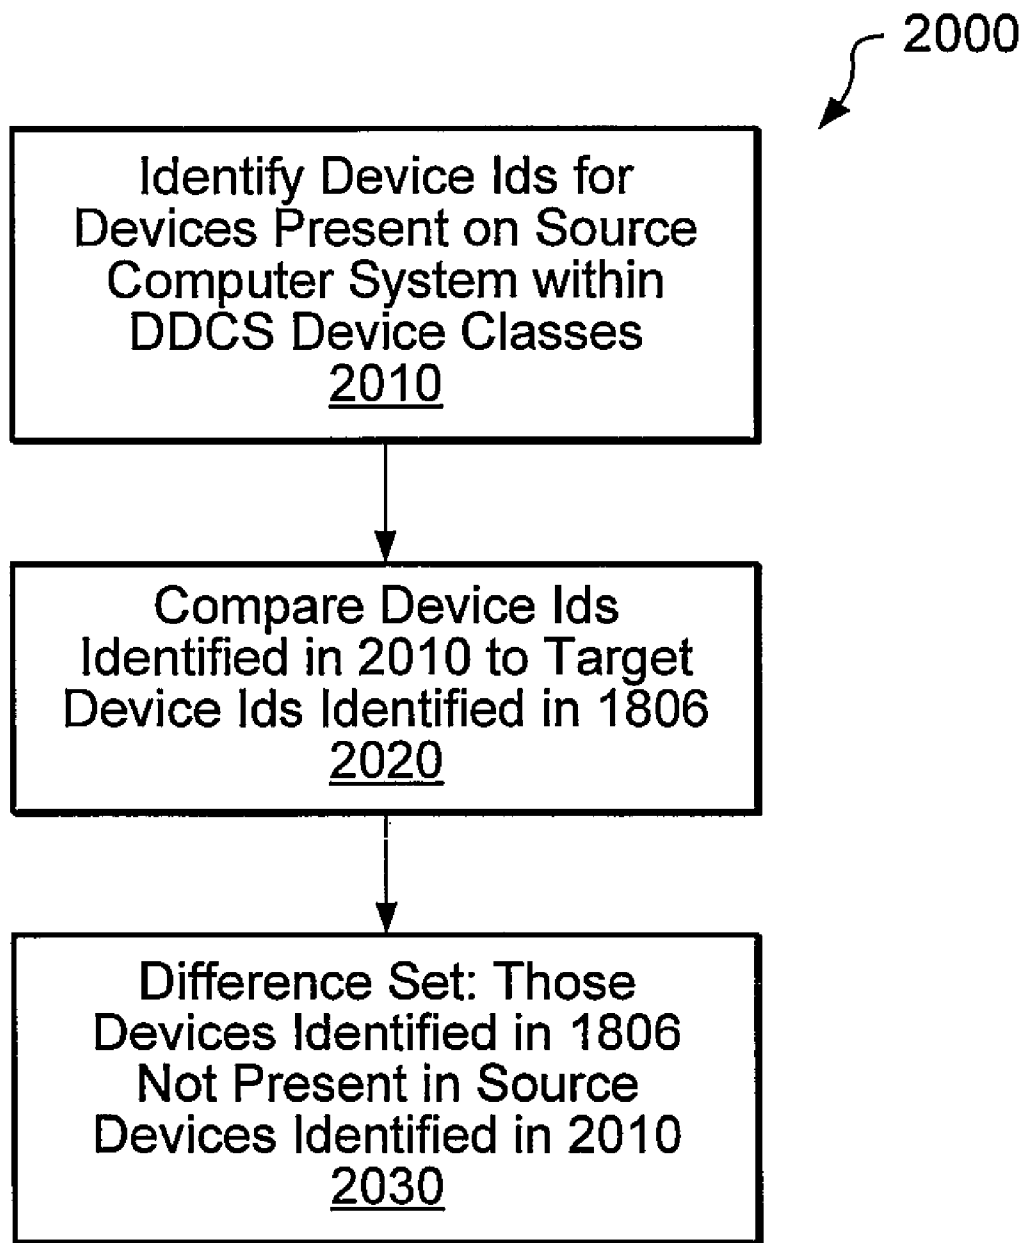 2000
Identify Device Ids for
Devices Present on Source
Computer System within
DDCS Device Classes
2010
Compare Device Ids
Identified in 2010 to Target
Device Ids Identified in 1806
2020
Difference Set: Those
Devices Identified in 1806
Not Present in Source
Devices Identified in 2010
2030